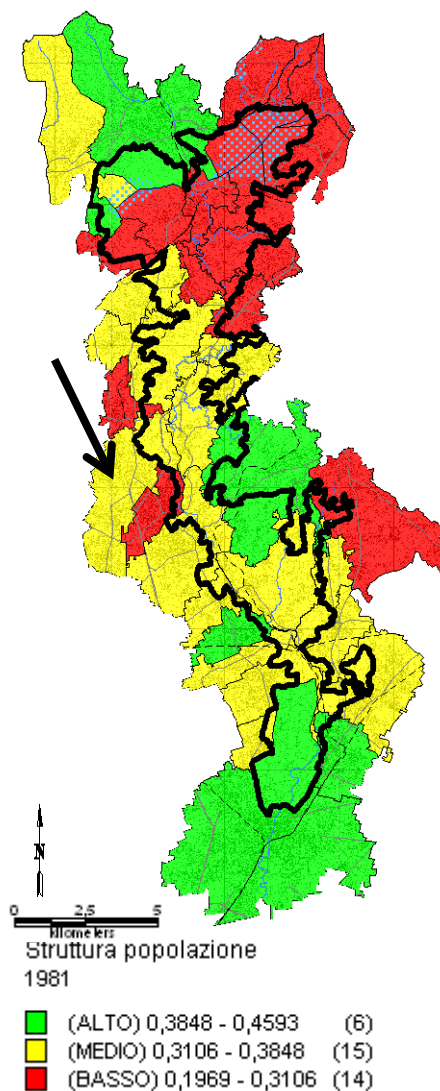 N
0 2,5 5
kilometers
Struttura popolazione
1981
(ALTO) 0,3848 - 0,4593 (6)
(MEDIO) 0,3106 - 0,3848 (15)
(BASSO) 0,1969 - 0,3106 (14)